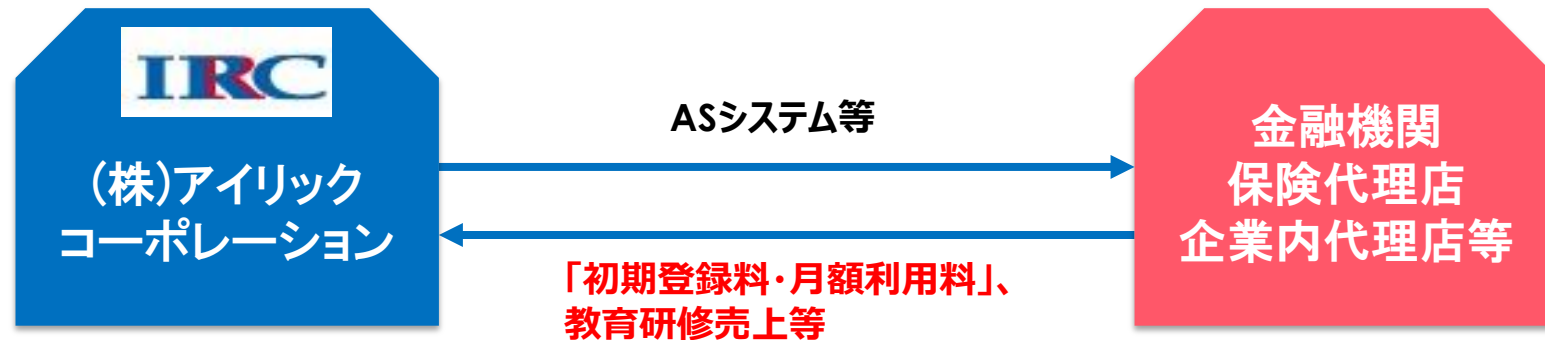 IRC
(株)アイリック
コーポレーション
ASシステム等
「初期登録料・月額利用料」、
教育研修売上等
金融機関
保険代理店
企業内代理店等